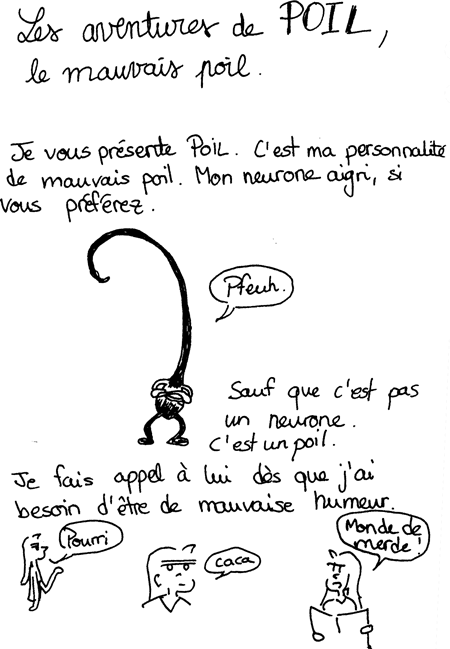 Les aventures de POIL,
le mauvais poil.
Je vous présente POIL. C'est ma personnalité
de mauvais poil. Mon neurone aigri, si
vous préférez.
Pfeuh.
Sauf que c'est pas
un neurone.
C'est un poil.
Je fais appel à lui dès que j'ai
besoin d'être de mauvaise humeur.
Pourri
caca
Monde de
merde!